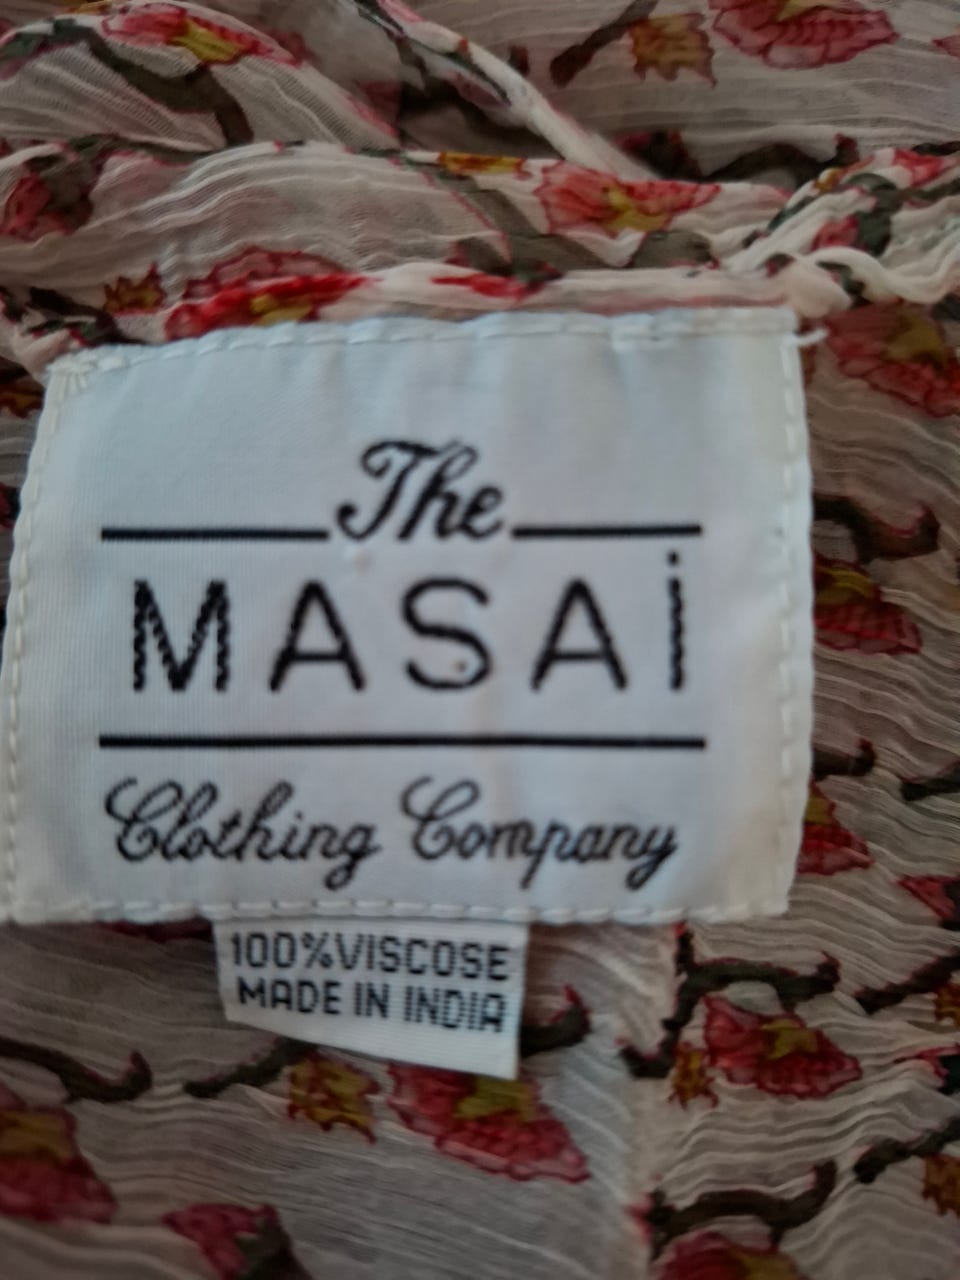 The
MASAi
Clothing Company
100%VISCOSE
MADE IN INDIA